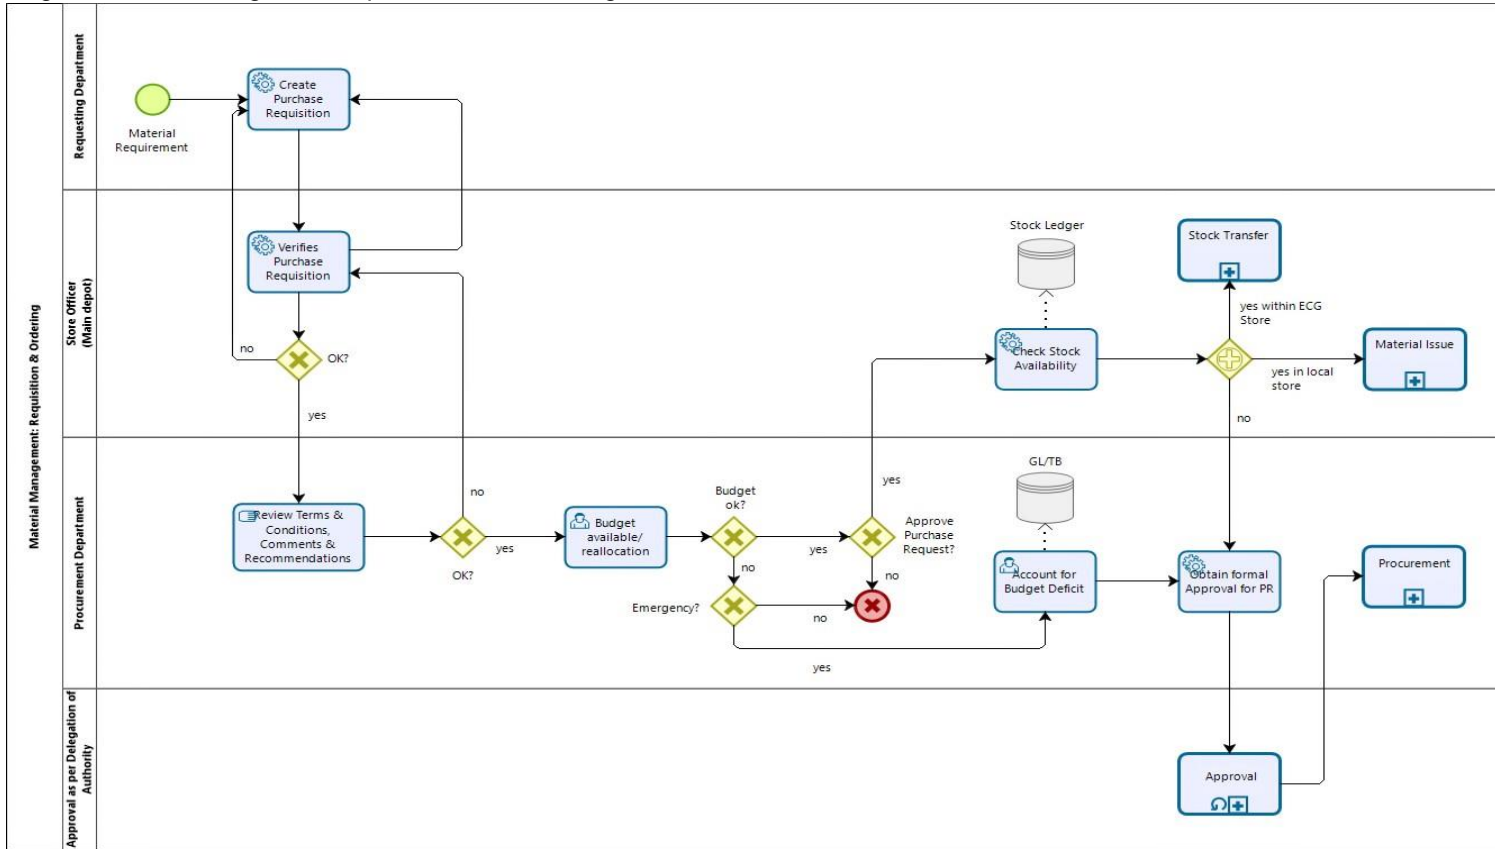 Material Management: Requisition & Ordering
Requesting Department
Material
Requirement
Create
Purchase
Requisition
Store Officer
(Main depot)
Verifies
Purchase
Requisition
OK?
no
yes
Stock Ledger
Check Stock
Availability
Stock Transfer
yes within ECG
Store
Material Issue
yes in local
store
no
Procurement Department
Review Terms &
Conditions,
Comments &
Recommendations
no
OK?
yes
Budget
available/
reallocation
Budget
ok?
yes
no
Emergency?
no
yes
yes
Approve
Purchase
Request?
no
GL/TB
Account for
Budget Deficit
Obtain formal
Approval for PR
Procurement
Approval as per Delegation of
Authority
Approval